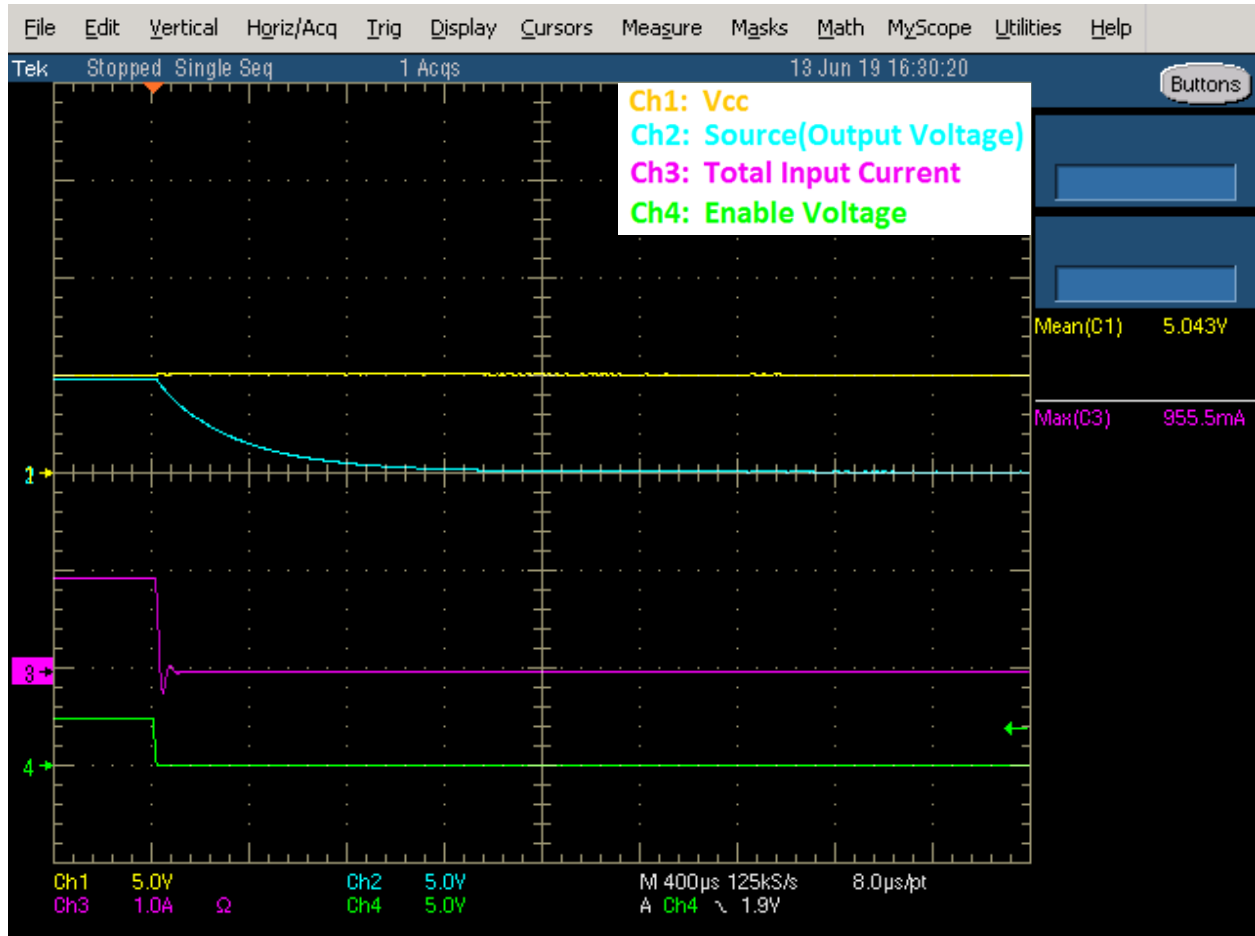 File Edit Vertical Horiz/Acq Trig Display Cursors Measure Masks Math MyScope Utilities Help
Tek Stopped Single Seq 1 Acqs 13 Jun 19 16:30:20 Buttons
Ch1: Vcc
Ch2: Source(Output Voltage)
Ch3: Total Input Current
Ch4: Enable Voltage
Mean(C1) 5.043V
Max(C3) 955.5mA
2
3
4
Ch1 5.0V Ch2 5.0V M 400µs 125kS/s 8.0µs/pt
Ch3 1.0A Ω Ch4 5.0V A Ch4 \ 1.9V